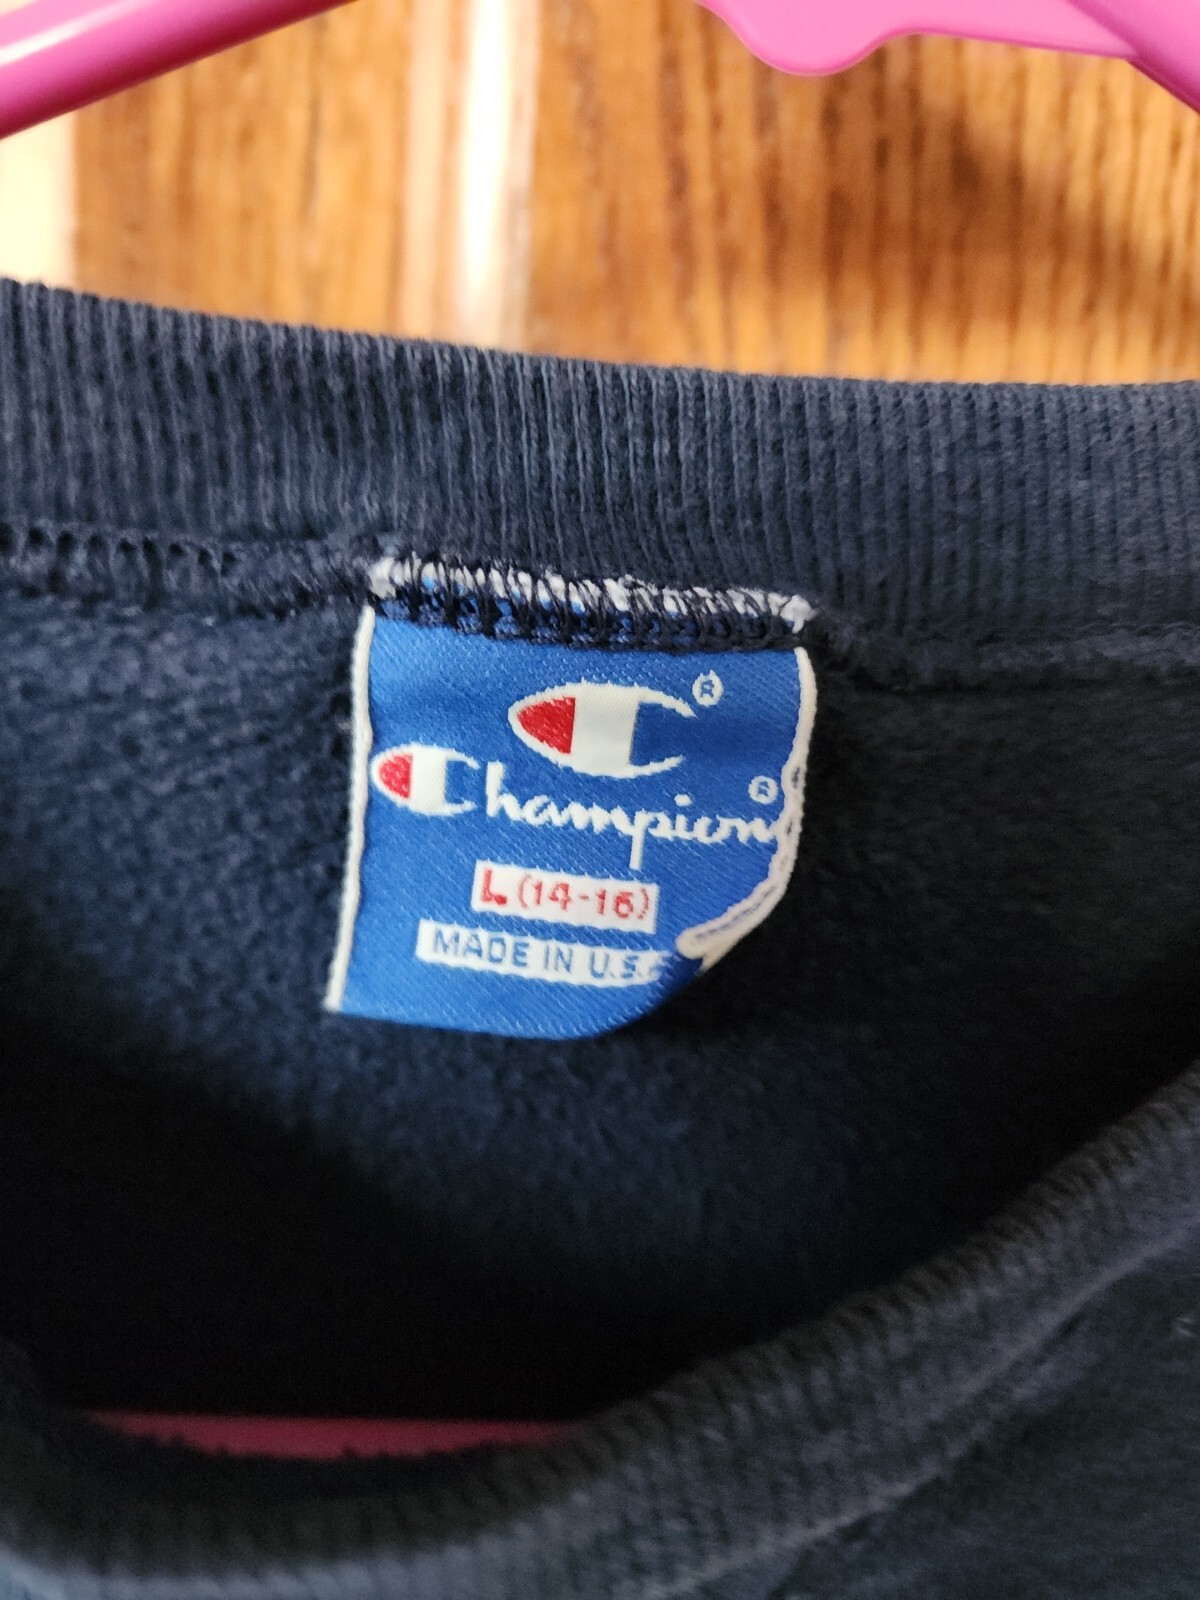 C®
Champion®
L (14-16)
MADE IN U.S.A